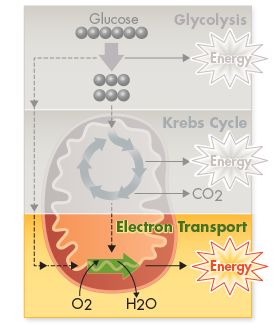 Glucose
Glycolysis
Energy
Krebs Cycle
Energy
CO2
Electron Transport
Energy
O2
H2O